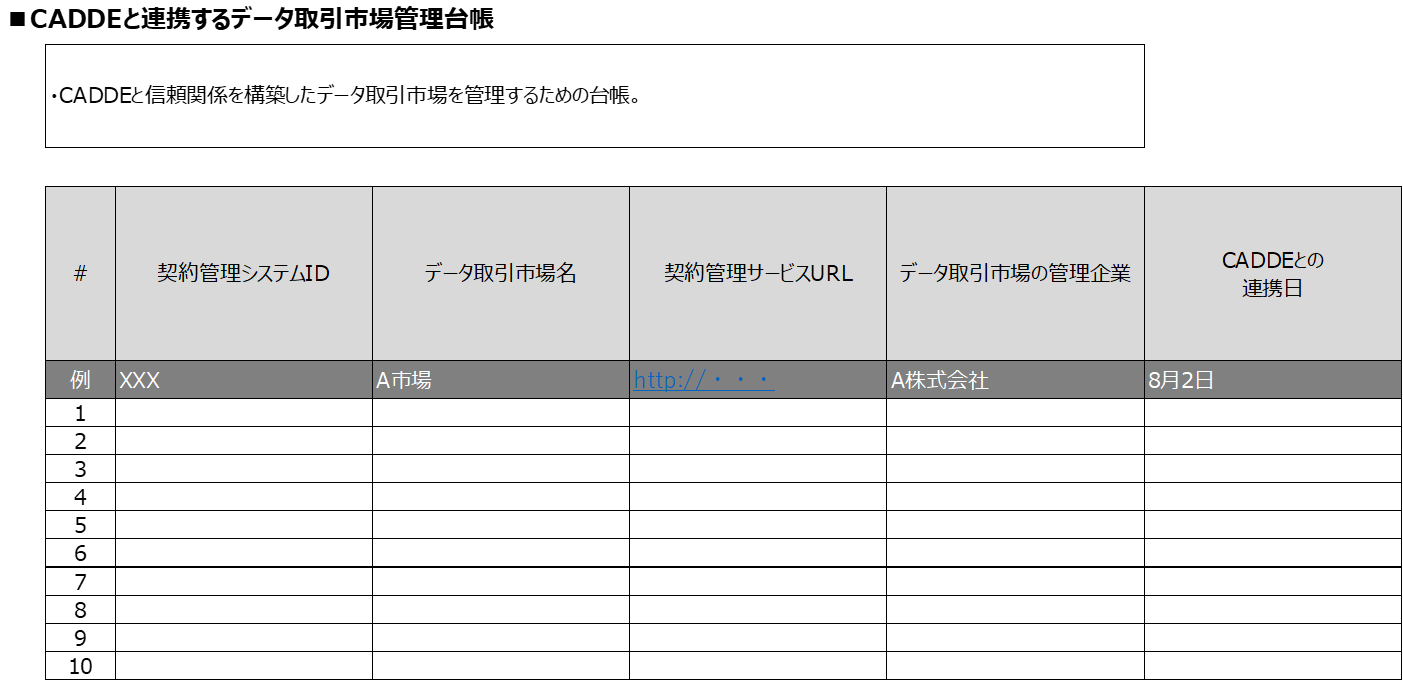 ■CADDEと連携するデータ取引市場管理台帳
・CADDEと信頼関係を構築したデータ取引市場を管理するための台帳。
# 契約管理システムID データ取引市場名 契約管理サービスURL データ取引市場の管理企業 CADDEとの
連携日
例 XXX A市場 http://・・・ A株式会社 8月2日
1
2
3
4
5
6
7
8
9
10